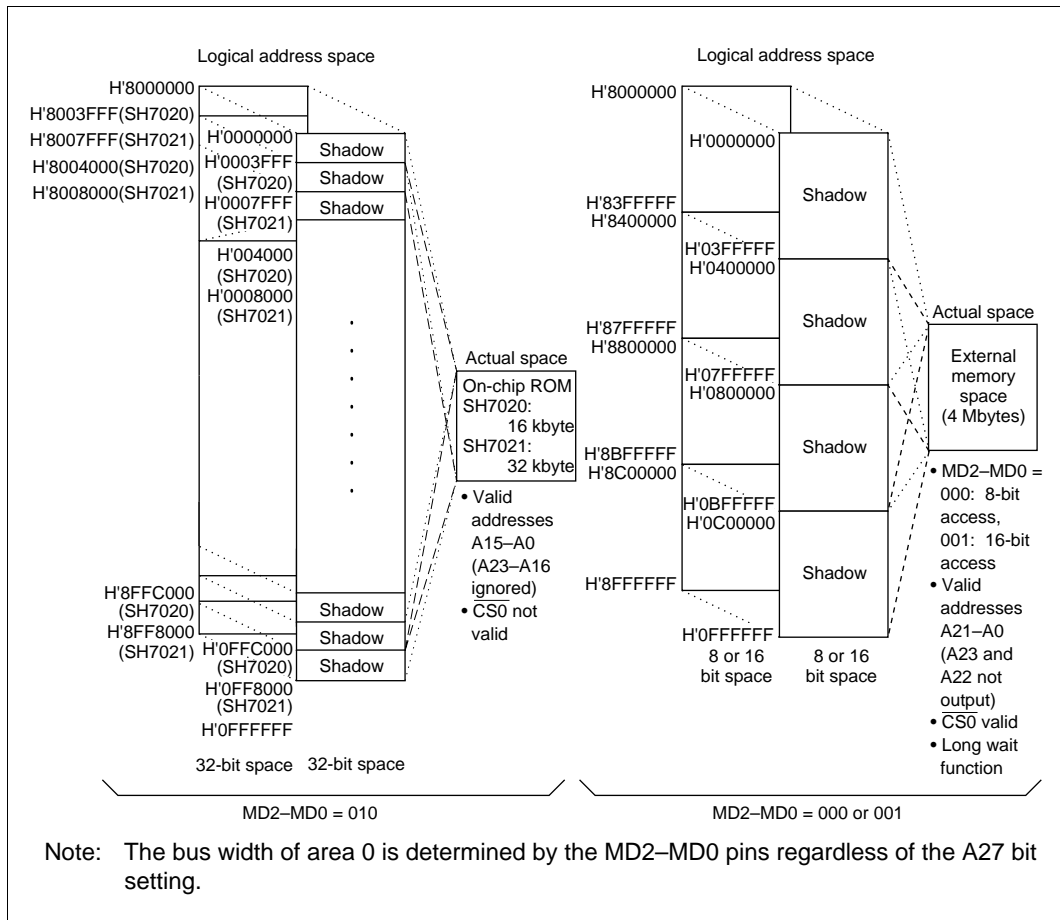 Logical address space
H'8000000
H'8003FFF(SH7020)
H'8007FFF(SH7021)
H'8004000(SH7020)
H'8008000(SH7021)
H'0000000
H'0003FFF
(SH7020)
H'0007FFF
(SH7021)
H'004000
(SH7020)
H'0008000
(SH7021)
Shadow
Shadow
Shadow
H'8FFC000
(SH7020)
H'8FF8000
(SH7021)
H'0FFC000
(SH7020)
H'0FF8000
(SH7021)
H'0FFFFFF
Shadow
Shadow
Shadow
32-bit space
32-bit space
Actual space
On-chip ROM
SH7020:
16 kbyte
SH7021:
32 kbyte
• Valid
addresses
A15–A0
(A23–A16
ignored)
• CS0 not
valid
MD2–MD0 = 010
Logical address space
H'8000000
H'0000000
Shadow
H'83FFFFF
H'8400000
H'03FFFFF
H'0400000
Shadow
H'87FFFFF
H'8800000
H'07FFFFF
H'0800000
Shadow
H'8BFFFFF
H'8C00000
H'0BFFFFF
H'0C00000
Shadow
H'8FFFFFF
H'0FFFFFF
8 or 16
bit space
8 or 16
bit space
Actual space
External
memory
space
(4 Mbytes)
• MD2–MD0 =
000: 8-bit
access,
001: 16-bit
access
• Valid
addresses
A21–A0
(A23 and
A22 not
output)
• CS0 valid
• Long wait
function
MD2–MD0 = 000 or 001
Note: The bus width of area 0 is determined by the MD2–MD0 pins regardless of the A27 bit
setting.